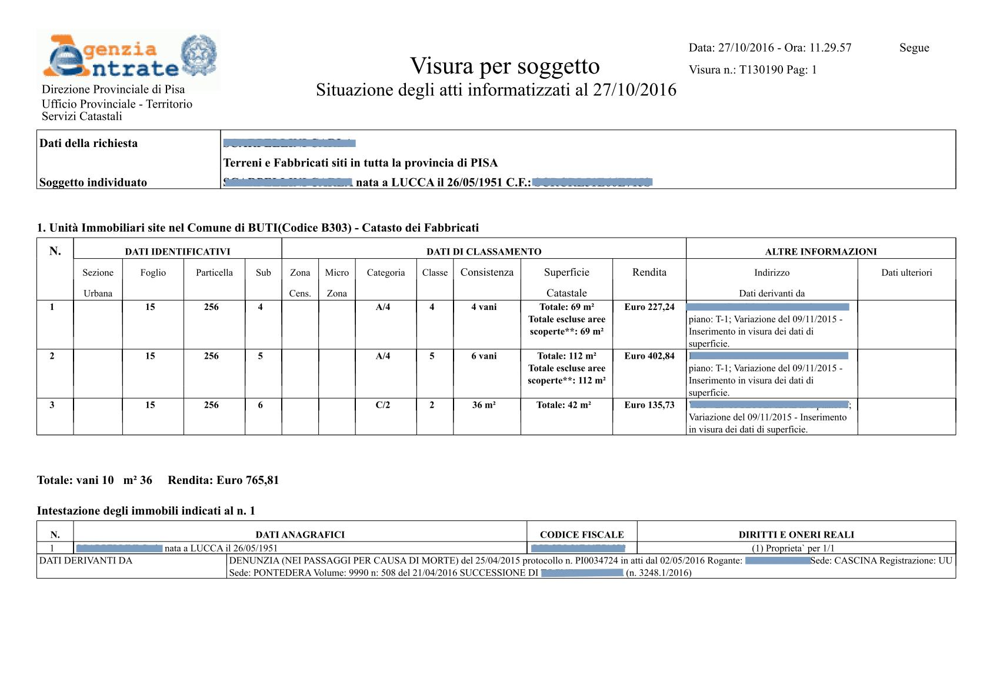 Agenzia
Entrate
Direzione Provinciale di Pisa
Ufficio Provinciale - Territorio
Servizi Catastali
Visura per soggetto
Situazione degli atti informatizzati al 27/10/2016
Data: 27/10/2016 - Ora: 11.29.57 Segue
Visura n.: T130190 Pag: 1
Dati della richiesta
Terreni e Fabbricati siti in tutta la provincia di PISA
Soggetto individuato nata a LUCCA il 26/05/1951 C.F.:
1. Unità Immobiliari site nel Comune di BUTI(Codice B303) - Catasto dei Fabbricati
N. DATI IDENTIFICATIVI DATI DI CLASSAMENTO ALTRE INFORMAZIONI
Sezione Foglio Particella Sub Zona Micro Categoria Classe Consistenza Superficie Rendita Indirizzo Dati ulteriori
Urbana Cens. Zona Catastale Dati derivanti da
1 15 256 4 A/4 4 4 vani Totale: 69 m² Euro 227,24
Totale escluse aree piano: T-1; Variazione del 09/11/2015 -
scoperte**: 69 m² Inserimento in visura dei dati di
superficie.
2 15 256 5 A/4 5 6 vani Totale: 112 m² Euro 402,84
Totale escluse aree piano: T-1; Variazione del 09/11/2015 -
scoperte**: 112 m² Inserimento in visura dei dati di
superficie.
3 15 256 6 C/2 2 36 m² Totale: 42 m² Euro 135,73
Variazione del 09/11/2015 - Inserimento
in visura dei dati di superficie.
Totale: vani 10 m² 36 Rendita: Euro 765,81
Intestazione degli immobili indicati al n. 1
N. DATI ANAGRAFICI CODICE FISCALE DIRITTI E ONERI REALI
1 nata a LUCCA il 26/05/1951 (1) Proprieta` per 1/1
DATI DERIVANTI DA DENUNZIA (NEI PASSAGGI PER CAUSA DI MORTE) del 25/04/2015 protocollo n. PI0034724 in atti dal 02/05/2016 Rogante: Sede: CASCINA Registrazione: UU
Sede: PONTEDERA Volume: 9990 n: 508 del 21/04/2016 SUCCESSIONE DI (n. 3248.1/2016)